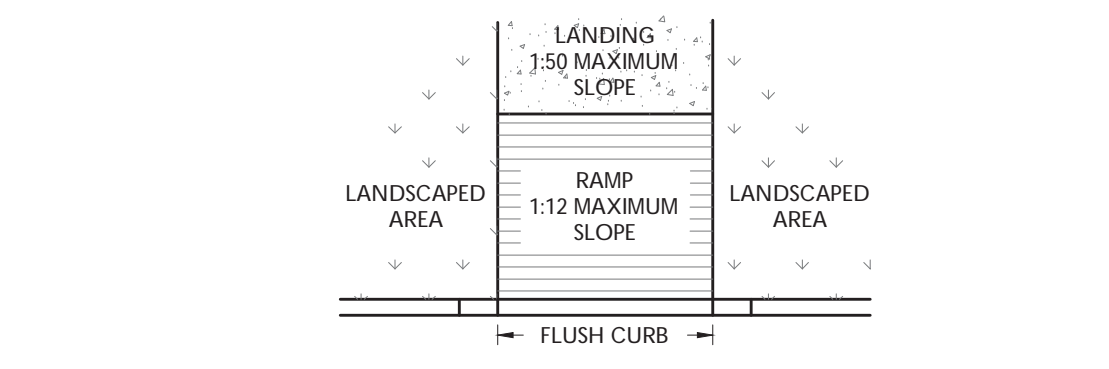 LANDING
1:50 MAXIMUM
SLOPE
RAMP
1:12 MAXIMUM
SLOPE
LANDSCAPED
AREA
LANDSCAPED
AREA
FLUSH CURB